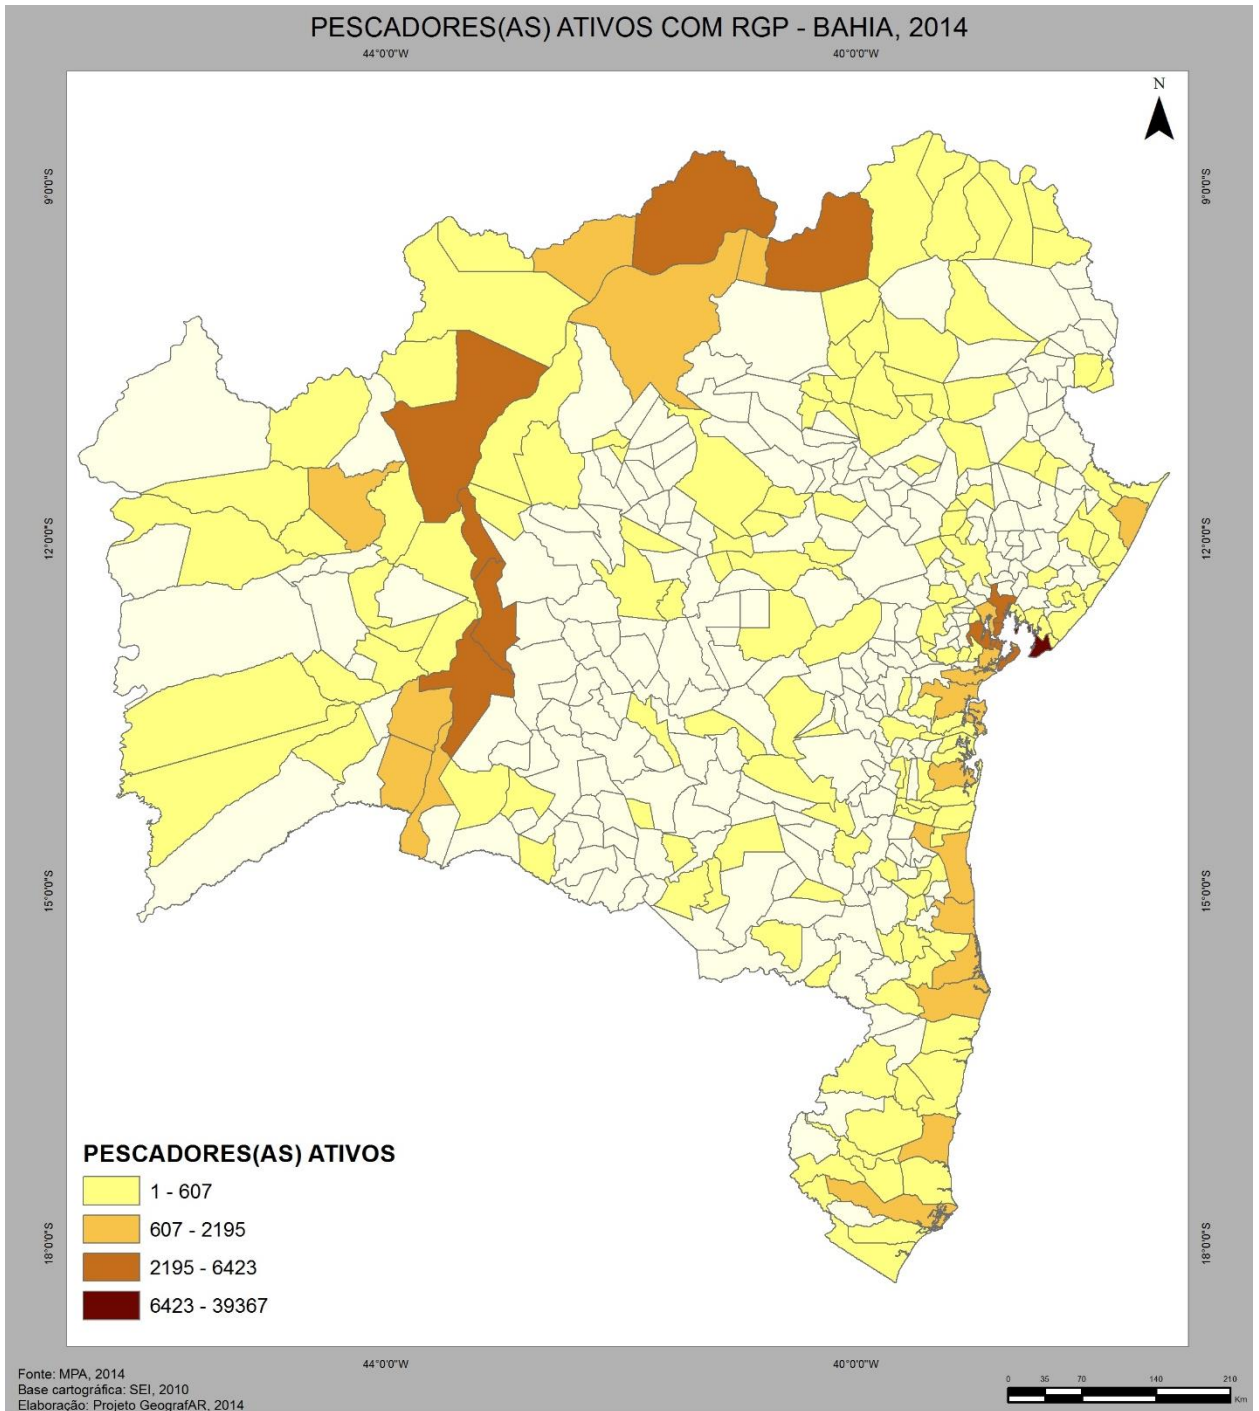 PESCADORES(AS) ATIVOS COM RGP - BAHIA, 2014
44°0'0"W
40°0'0"W
N
9°0'0"S
9°0'0"S
12°0'0"S
12°0'0"S
15°0'0"S
15°0'0"S
PESCADORES(AS) ATIVOS
1 - 607
607 - 2195
2195 - 6423
6423 - 39367
18°0'0"S
18°0'0"S
44°0'0"W
40°0'0"W
Fonte: MPA, 2014
Base cartográfica: SEI, 2010
Elaboração: Projeto GeografAR, 2014
0 35 70 140 210
Km